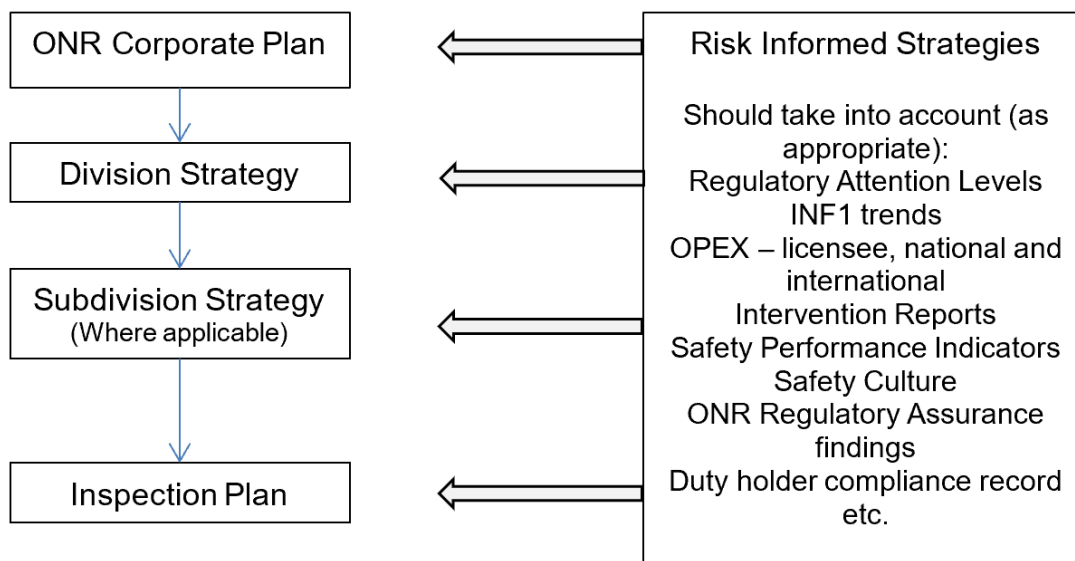 ONR Corporate Plan
Division Strategy
Subdivision Strategy
(Where applicable)
Inspection Plan
Risk Informed Strategies
Should take into account (as
appropriate):
Regulatory Attention Levels
INF1 trends
OPEX – licensee, national and
international
Intervention Reports
Safety Performance Indicators
Safety Culture
ONR Regulatory Assurance
findings
Duty holder compliance record
etc.